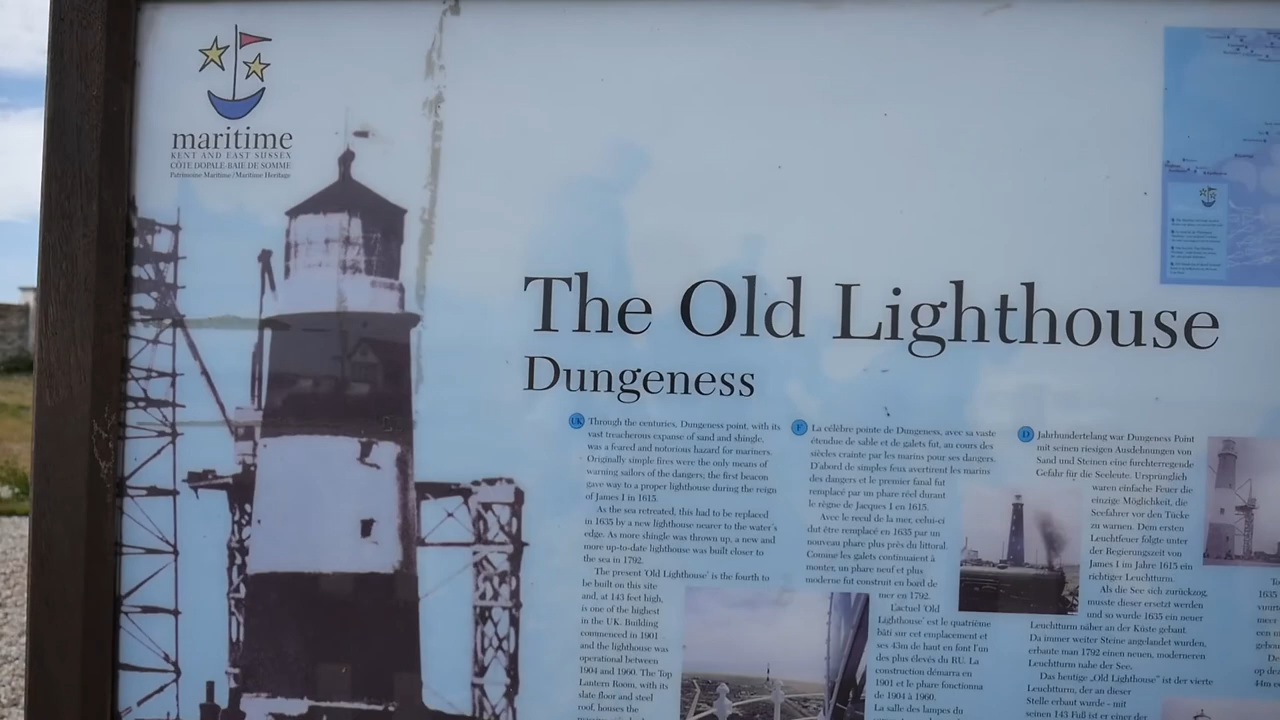 maritime
KENT AND EAST SUSSEX
CÔTE D'OPALE BAIE DE SOMME
Patrimoine Maritime / Maritime Heritage
The Old Lighthouse
Dungeness
UK
Through the centuries, Dungeness point, with its
vast treacherous expanse of sand and shingle,
was a feared and notorious hazard for mariners.
Originally simple fires were the only means of
warning sailors of the dangers; the first beacon
gave way to a proper lighthouse during the reign
of James I in 1615.
As the sea retreated, this had to be replaced
in 1635 by a new lighthouse nearer to the water's
edge. As more shingle was thrown up, a new and
more up-to-date lighthouse was built closer to
the sea in 1792.
The present 'Old Lighthouse' is the fourth to
be built on this site
and, at 143 feet high,
is one of the highest
in the UK. Building
commenced in 1901
and the lighthouse was
operational between
1904 and 1960. The Top
Lantern Room, with its
slate floor and steel
roof, houses the
F
La célèbre pointe de Dungeness, avec sa vaste
étendue de sable et de galets fut, au cours des
siècles crainte par les marins pour ses dangers.
D'abord de simples feux avertirent les marins
des dangers et le premier fanal fut
remplacé par un phare réel durant
le règne de Jacques I en 1615.
Avec le recul de la mer, celui-ci
dut être remplacé en 1635 par un
nouveau phare plus près du littoral.
Comme les galets continuaient à
monter, un phare neuf et plus
moderne fut construit en bord de
mer en 1792.
L'actuel 'Old
Lighthouse' est le quatrième
bâti sur cet emplacement et
ses 43m de haut en font l'un
des plus élevés du RU. La
construction démarra en
1901 et le phare fonctionna
de 1904 à 1960.
La salle des lampes du
D
Jahrhundertelang war Dungeness Point
mit seinen riesigen Ausdehnungen von
Sand und Steinen eine furchterregende
Gefahr für die Seeleute. Ursprünglich
waren einfache Feuer die
einzige Möglichkeit, die
Seefahrer vor den Tücken
zu warnen. Dem ersten
Leuchtfeuer folgte unter
der Regierungszeit von
James I im Jahre 1615 ein
richtiger Leuchtturm.
Als die See sich zurückzog,
musste dieser ersetzt werden
und so wurde 1635 ein neuer
Leuchtturm näher an der Küste gebaut.
Da immer weiter Steine angelandet wurden,
erbaute man 1792 einen neuen, moderneren
Leuchtturm nahe der See.
Das heutige „Old Lighthouse" ist der vierte
Leuchtturm, der an dieser
Stelle erbaut wurde - mit
seinen 143 Fuß ist er einer der
1635